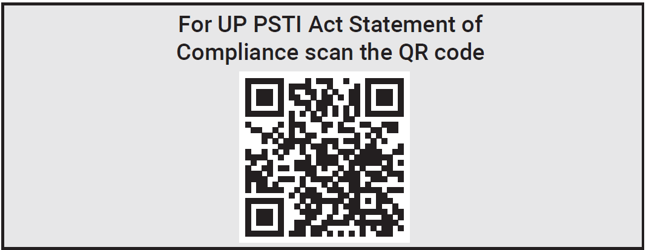 For UP PSTI Act Statement of
Compliance scan the QR code